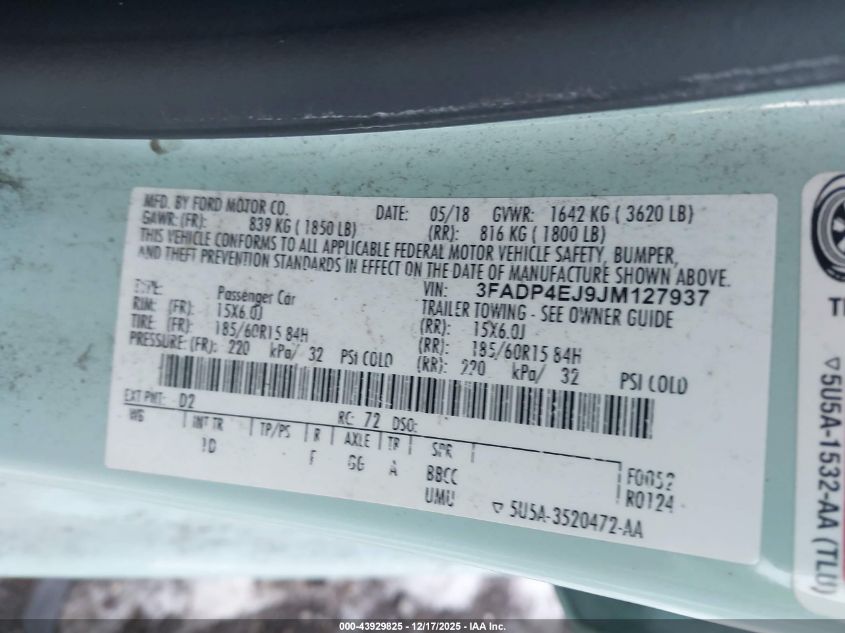 MFD. BY FORD MOTOR CO. DATE: 05/18 GVWR: 1642 KG ( 3620 LB)
GAWR: (FR): 839 KG ( 1850 LB) (RR): 816 KG ( 1800 LB)
THIS VEHICLE CONFORMS TO ALL APPLICABLE FEDERAL MOTOR VEHICLE SAFETY, BUMPER,
AND THEFT PREVENTION STANDARDS IN EFFECT ON THE DATE OF MANUFACTURE SHOWN ABOVE.
VIN: 3FADP4EJ9JM127937
TYPE: Passenger Car TRAILER TOWING - SEE OWNER GUIDE
RIM: (FR): 15X6.0J (RR): 15X6.0J
TIRE: (FR): 185/60R15 84H (RR): 185/60R15 84H
PRESSURE: (FR): 220 kPa/ 32 PSI COLD (RR): 220 kPa/ 32 PSI COLD
EXT PNT: D2 RC: 72 DSO:
WB INT TR TP/PS R AXLE TR SPR
ID F GG A BBCC F0052
UMU R0124
▽ 5U5A-3520472-AA
▽ 5U5A-1532-AA (TLU)
000-43929825 - 12/17/2025 - IAA Inc.